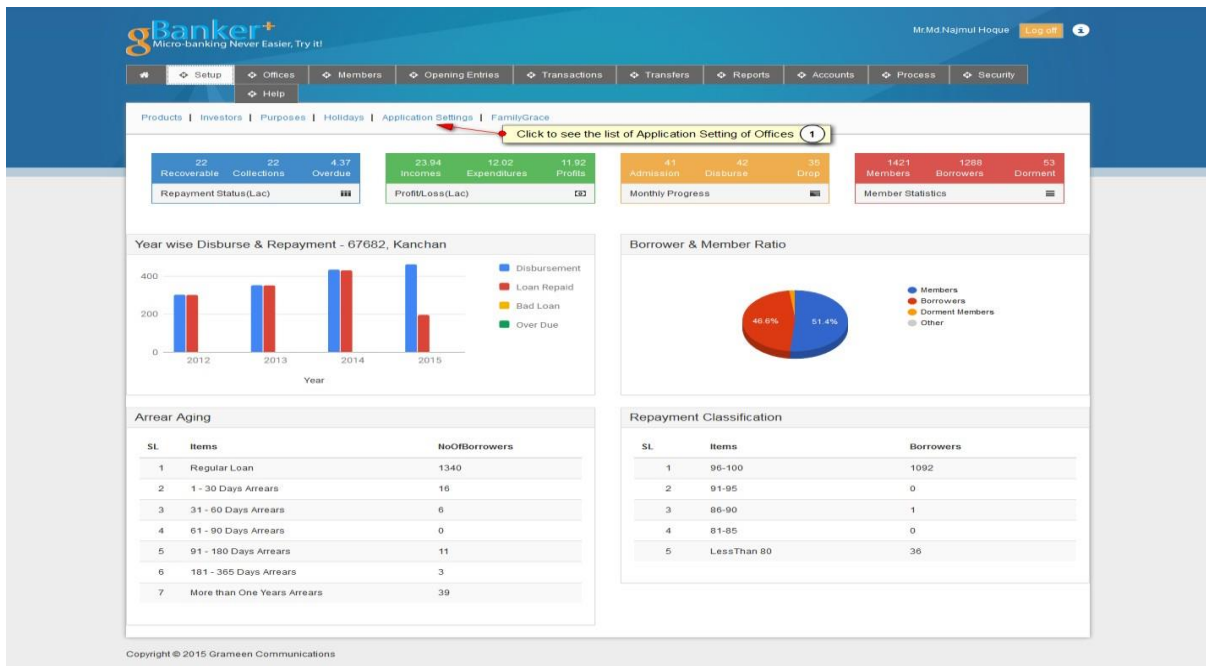 gBanker+
Micro-banking Never Easier, Try it!
Mr.Md.Najmul Hoque Log off
Setup Offices Members Opening Entries Transactions Transfers Reports Accounts Process Security
Help
Products | Investors | Purposes | Holidays | Application Settings | FamilyGrace
Click to see the list of Application Setting of Offices 1
22 22 4.37
Recoverable Collections Overdue
Repayment Status(Lac)
23.94 12.02 11.92
Incomes Expenditures Profits
Profit/Loss(Lac)
41 42 35
Admission Disburse Drop
Monthly Progress
1421 1288 53
Members Borrowers Dorment
Member Statistics
Year wise Disburse & Repayment - 67682, Kanchan
400
200
0
2012 2013 2014 2015
Year
Disbursement
Loan Repaid
Bad Loan
Over Due
Borrower & Member Ratio
46.6% 51.4%
Members
Borrowers
Dorment Members
Other
Arrear Aging
SL Items NoOfBorrowers
1 Regular Loan 1340
2 1 - 30 Days Arrears 16
3 31 - 60 Days Arrears 6
4 61 - 90 Days Arrears 0
5 91 - 180 Days Arrears 11
6 181 - 365 Days Arrears 3
7 More than One Years Arrears 39
Repayment Classification
SL Items Borrowers
1 96-100 1092
2 91-95 0
3 86-90 1
4 81-85 0
5 LessThan 80 36
Copyright © 2015 Grameen Communications